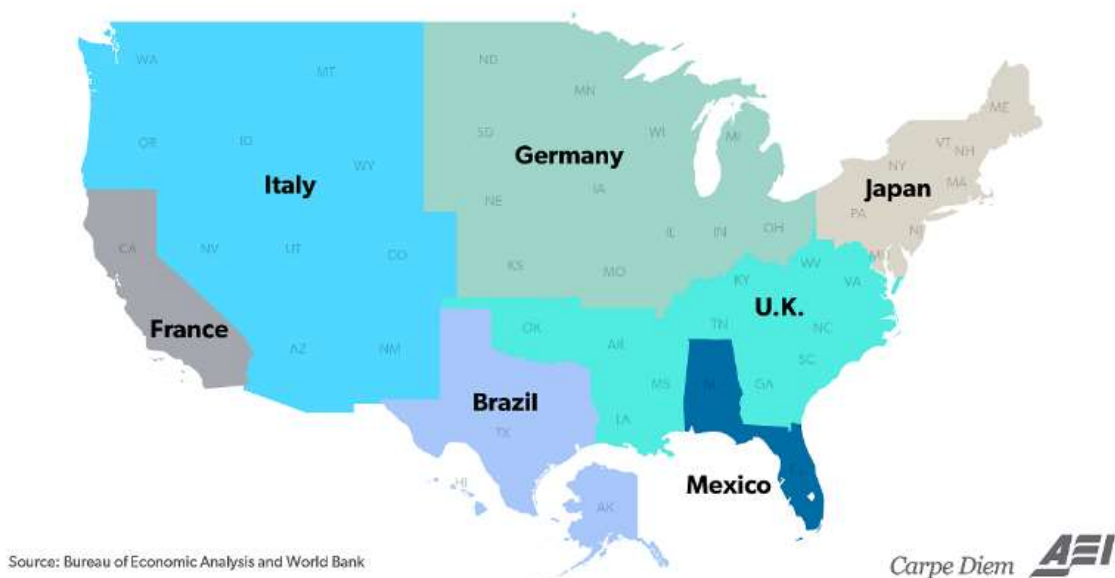 WA
MT
ND
MN
ME
OR
ID
SD
WI
MI
VT
NH
WY
Germany
NY
MA
Italy
IA
Japan
NE
PA
CA
NV
UT
CO
IL
IN
OH
NJ
KS
MO
WV
MD
KY
VA
U.K.
France
OK
TN
NC
AZ
NM
AR
SC
MS
GA
AL
Brazil
LA
TX
FL
HI
Mexico
AK
Source: Bureau of Economic Analysis and World Bank
Carpe Diem AEI